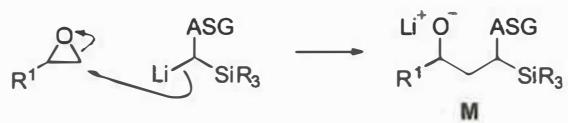 O
R¹
Li
ASG
SiR₃
Li⁺ O⁻
ASG
R¹
SiR₃
M